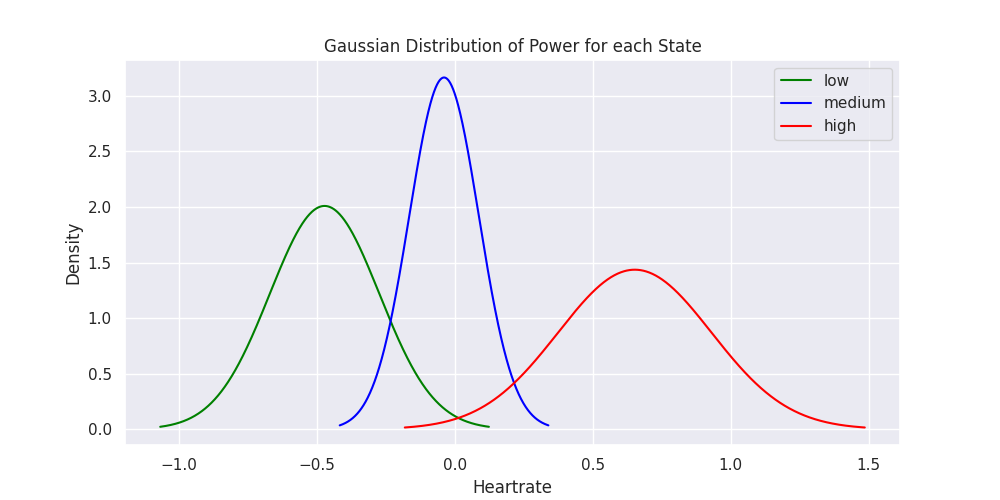 Gaussian Distribution of Power for each State
low
medium
high
3.0
2.5
2.0
1.5
1.0
0.5
0.0
Density
−1.0 −0.5 0.0 0.5 1.0 1.5
Heartrate